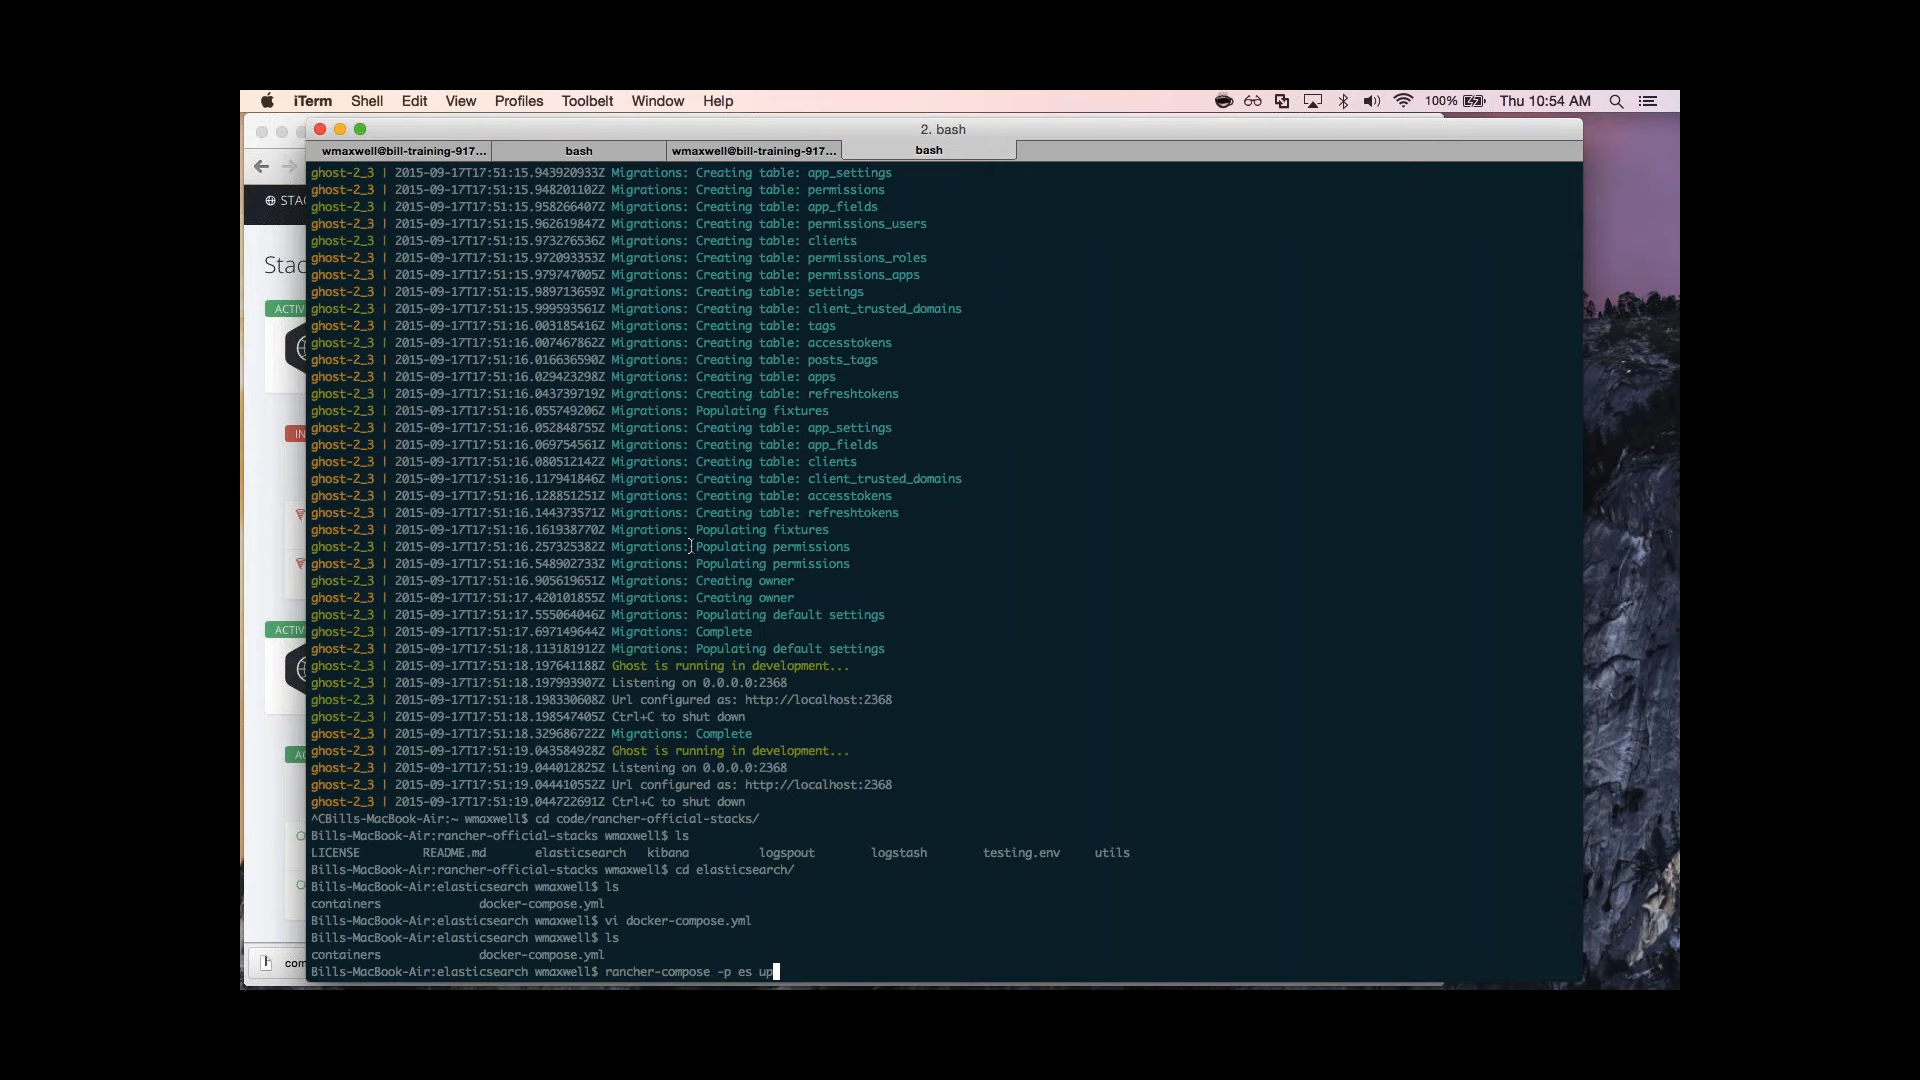 iTerm Shell Edit View Profiles Toolbelt Window Help 100% Thu 10:54 AM
2. bash
wmaxwell@bill-training-917... bash wmaxwell@bill-training-917... bash
STAC
Stac
ACTIV
IN
ACTIV
AC
com
ghost-2_3 | 2015-09-17T17:51:15.943920933Z Migrations: Creating table: app_settings
ghost-2_3 | 2015-09-17T17:51:15.948201102Z Migrations: Creating table: permissions
ghost-2_3 | 2015-09-17T17:51:15.958266407Z Migrations: Creating table: app_fields
ghost-2_3 | 2015-09-17T17:51:15.962619847Z Migrations: Creating table: permissions_users
ghost-2_3 | 2015-09-17T17:51:15.973276536Z Migrations: Creating table: clients
ghost-2_3 | 2015-09-17T17:51:15.972093353Z Migrations: Creating table: permissions_roles
ghost-2_3 | 2015-09-17T17:51:15.979747005Z Migrations: Creating table: permissions_apps
ghost-2_3 | 2015-09-17T17:51:15.989713659Z Migrations: Creating table: settings
ghost-2_3 | 2015-09-17T17:51:15.999593561Z Migrations: Creating table: client_trusted_domains
ghost-2_3 | 2015-09-17T17:51:16.003185416Z Migrations: Creating table: tags
ghost-2_3 | 2015-09-17T17:51:16.007467862Z Migrations: Creating table: accesstokens
ghost-2_3 | 2015-09-17T17:51:16.016636590Z Migrations: Creating table: posts_tags
ghost-2_3 | 2015-09-17T17:51:16.029423298Z Migrations: Creating table: apps
ghost-2_3 | 2015-09-17T17:51:16.043739719Z Migrations: Creating table: refreshtokens
ghost-2_3 | 2015-09-17T17:51:16.055749206Z Migrations: Populating fixtures
ghost-2_3 | 2015-09-17T17:51:16.052848755Z Migrations: Creating table: app_settings
ghost-2_3 | 2015-09-17T17:51:16.069754561Z Migrations: Creating table: app_fields
ghost-2_3 | 2015-09-17T17:51:16.080512142Z Migrations: Creating table: clients
ghost-2_3 | 2015-09-17T17:51:16.117941846Z Migrations: Creating table: client_trusted_domains
ghost-2_3 | 2015-09-17T17:51:16.128851251Z Migrations: Creating table: accesstokens
ghost-2_3 | 2015-09-17T17:51:16.144373571Z Migrations: Creating table: refreshtokens
ghost-2_3 | 2015-09-17T17:51:16.161938770Z Migrations: Populating fixtures
ghost-2_3 | 2015-09-17T17:51:16.257325382Z Migrations: Populating permissions
ghost-2_3 | 2015-09-17T17:51:16.548902733Z Migrations: Populating permissions
ghost-2_3 | 2015-09-17T17:51:16.905619651Z Migrations: Creating owner
ghost-2_3 | 2015-09-17T17:51:17.420101855Z Migrations: Creating owner
ghost-2_3 | 2015-09-17T17:51:17.555064046Z Migrations: Populating default settings
ghost-2_3 | 2015-09-17T17:51:17.697149644Z Migrations: Complete
ghost-2_3 | 2015-09-17T17:51:18.113181912Z Migrations: Populating default settings
ghost-2_3 | 2015-09-17T17:51:18.197641188Z Ghost is running in development...
ghost-2_3 | 2015-09-17T17:51:18.197993907Z Listening on 0.0.0.0:2368
ghost-2_3 | 2015-09-17T17:51:18.198330608Z Url configured as: http://localhost:2368
ghost-2_3 | 2015-09-17T17:51:18.198547405Z Ctrl+C to shut down
ghost-2_3 | 2015-09-17T17:51:18.329686722Z Migrations: Complete
ghost-2_3 | 2015-09-17T17:51:19.043584928Z Ghost is running in development...
ghost-2_3 | 2015-09-17T17:51:19.044012825Z Listening on 0.0.0.0:2368
ghost-2_3 | 2015-09-17T17:51:19.044410552Z Url configured as: http://localhost:2368
ghost-2_3 | 2015-09-17T17:51:19.044722691Z Ctrl+C to shut down
^CBills-MacBook-Air:~ wmaxwell$ cd code/rancher-official-stacks/
Bills-MacBook-Air:rancher-official-stacks wmaxwell$ ls
LICENSE README.md elasticsearch kibana logspout logstash testing.env utils
Bills-MacBook-Air:rancher-official-stacks wmaxwell$ cd elasticsearch/
Bills-MacBook-Air:elasticsearch wmaxwell$ ls
containers docker-compose.yml
Bills-MacBook-Air:elasticsearch wmaxwell$ vi docker-compose.yml
Bills-MacBook-Air:elasticsearch wmaxwell$ ls
containers docker-compose.yml
Bills-MacBook-Air:elasticsearch wmaxwell$ rancher-compose -p es up